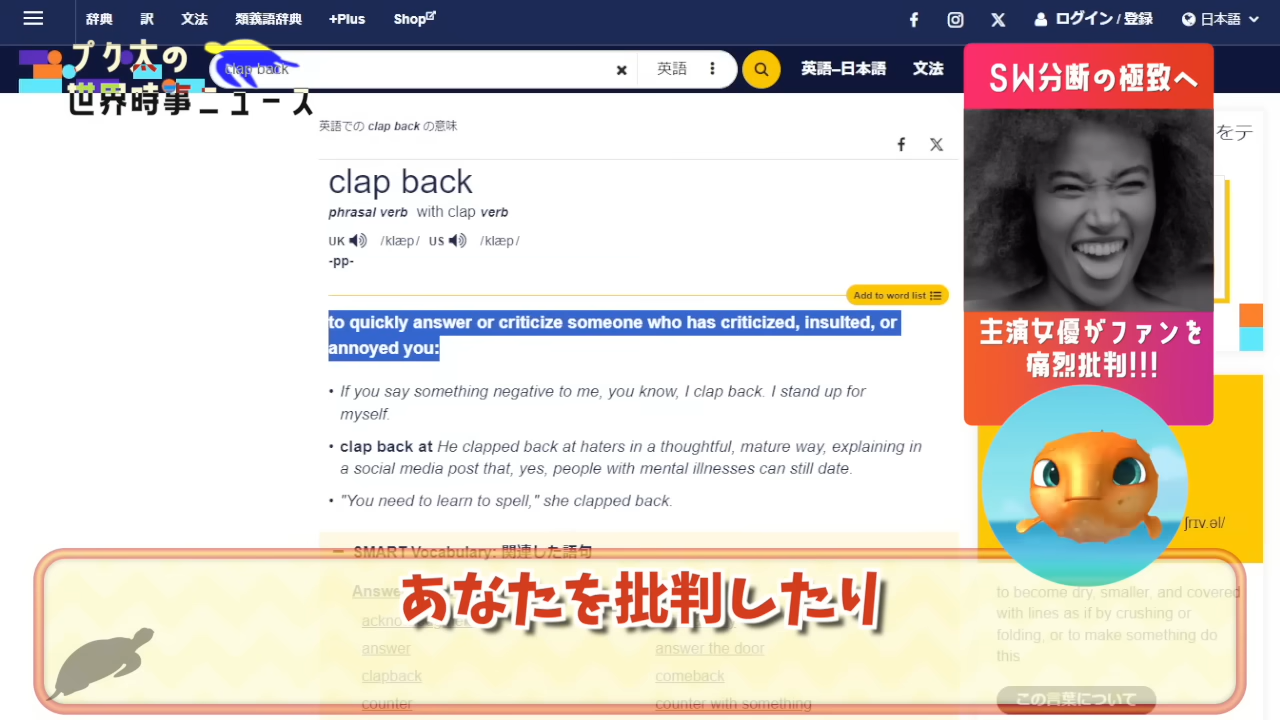 辞典 訳 文法 類義語辞典 +Plus Shop ログイン / 登録 日本語
プク太の
世界時事ニュース
clap back
英語 英語–日本語 文法
SW分断の極致へ
英語での clap back の意味
をテ
clap back
phrasal verb with clap verb
UK /klæp/ US /klæp/
-pp-
Add to word list
to quickly answer or criticize someone who has criticized, insulted, or
annoyed you:
主演女優がファンを
痛烈批判!!!
• If you say something negative to me, you know, I clap back. I stand up for
myself.
• clap back at He clapped back at haters in a thoughtful, mature way, explaining in
a social media post that, yes, people with mental illnesses can still date.
• "You need to learn to spell," she clapped back.
ʃrɪv.əl/
SMART Vocabulary: 関連した語句
あなたを批判したり
answer
answer the door
clapback
comeback
counter
counter with something
to become dry, smaller, and covered
with lines as if by crushing or
folding, or to make something do
this
この言葉について